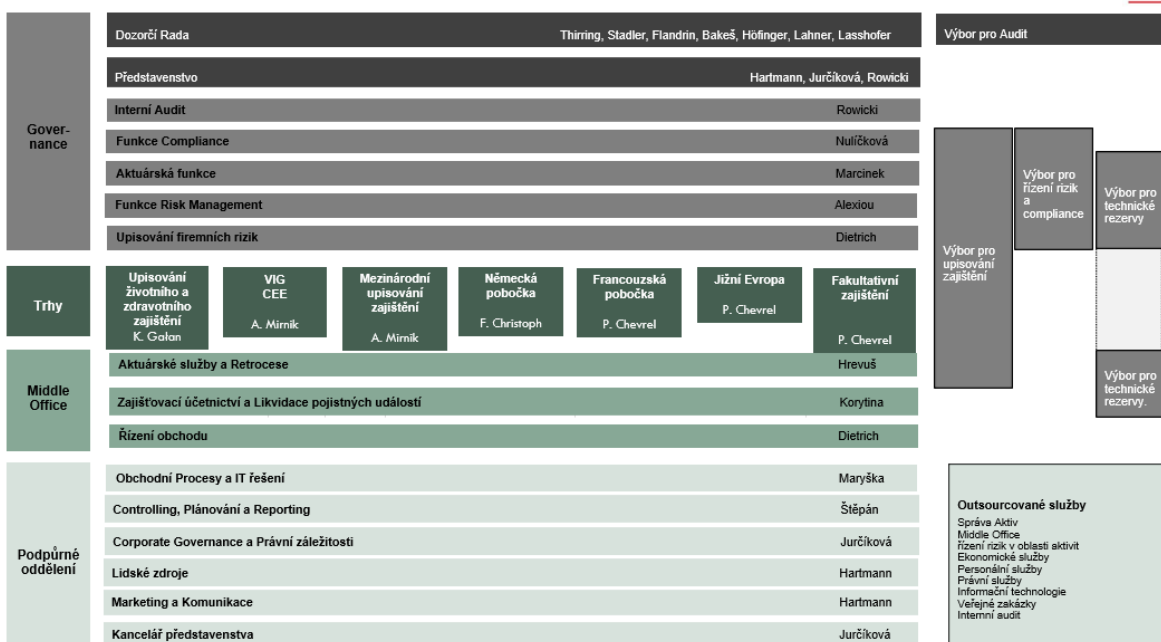 Dozorčí Rada
Thirring, Stadler, Flandrin, Bakeš, Höfinger, Lahner, Lasshofer
Výbor pro Audit
Představenstvo
Hartmann, Jurčíková, Rowicki
Gover-
nance
Interní Audit
Rowicki
Funkce Compliance
Nulíčková
Aktuárská funkce
Marcinek
Funkce Risk Management
Alexiou
Upisování firemních rizik
Dietrich
Výbor pro
upisování
zajištění
Výbor pro
řízení rizik
a
compliance
Výbor pro
technické
rezervy
Trhy
Upisování
životního a
zdravotního
zajištění
K. Gałan
VIG
CEE
A. Mirnik
Mezinárodní
upisování
zajištění
A. Mirnik
Německá
pobočka
F. Christoph
Francouzská
pobočka
P. Chevrel
Jižní Evropa
P. Chevrel
Fakultativní
zajištění
P. Chevrel
Middle
Office
Aktuárské služby a Retrocese
Hrevuš
Zajišťovací účetnictví a Likvidace pojistných událostí
Korytina
Řízení obchodu
Dietrich
Výbor pro
technické
rezervy.
Podpůrné
oddělení
Obchodní Procesy a IT řešení
Maryška
Controlling, Plánování a Reporting
Štěpán
Corporate Governance a Právní záležitosti
Jurčíková
Lidské zdroje
Hartmann
Marketing a Komunikace
Hartmann
Kancelář představenstva
Jurčíková
Outsourcované služby
Správa Aktiv
Middle Office
řízení rizik v oblasti aktivit
Ekonomické služby
Personální služby
Právní služby
Informační technologie
Veřejné zakázky
Internní audit